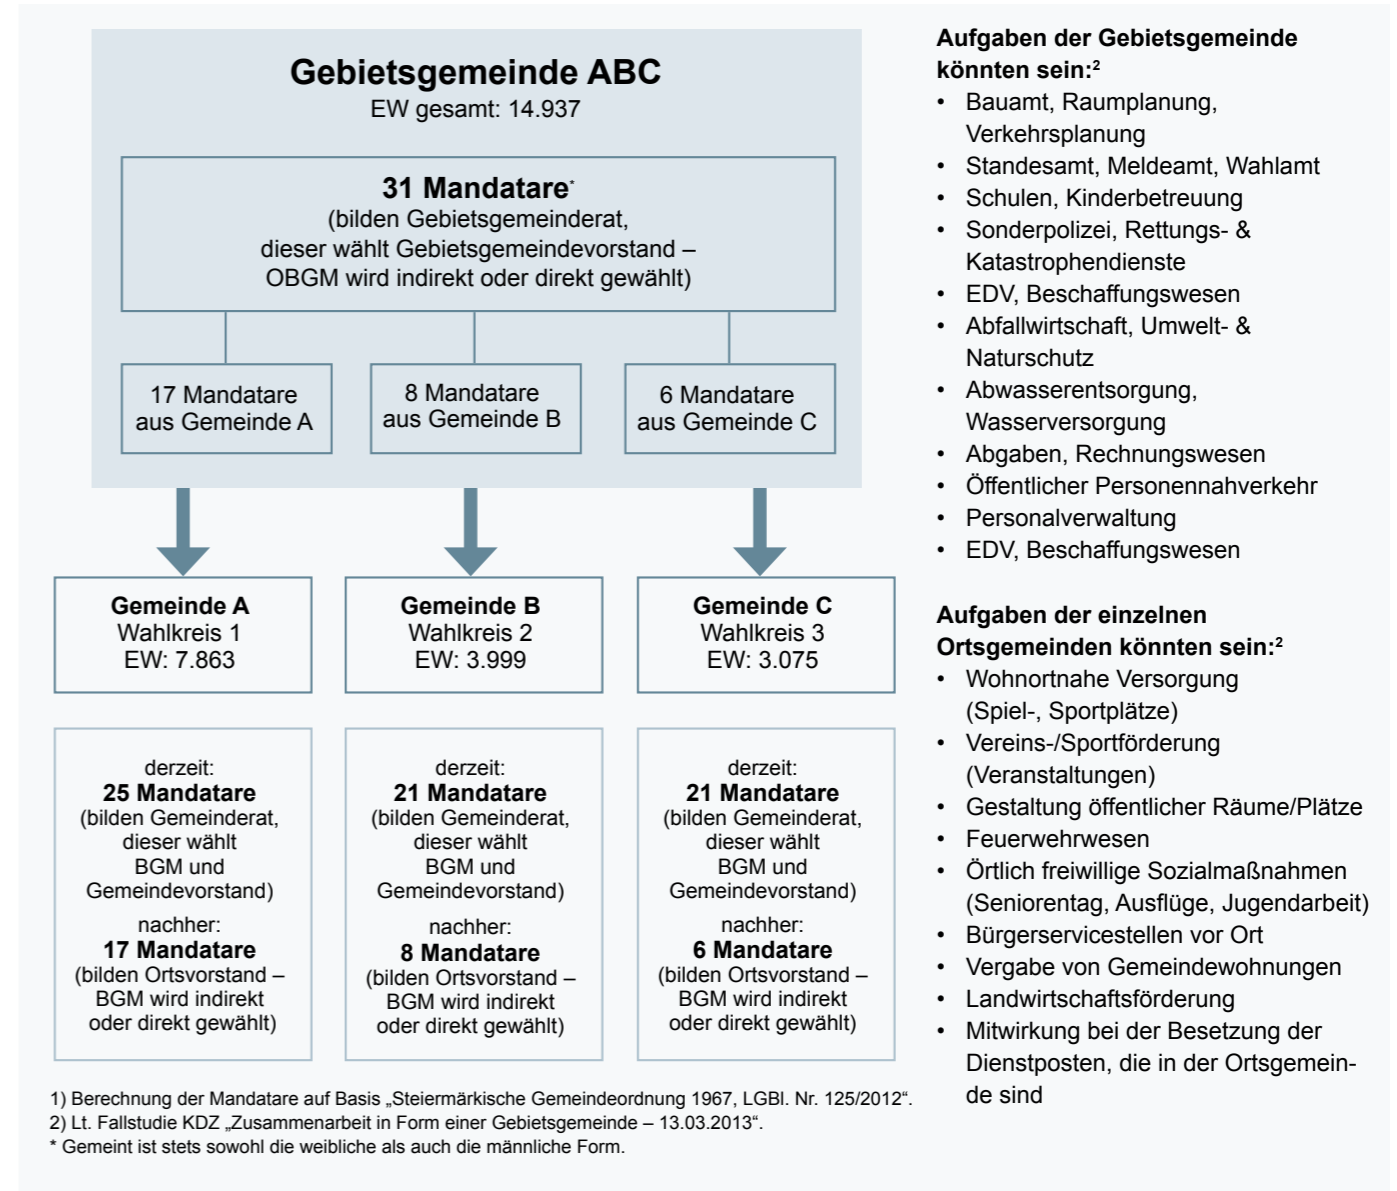 Gebietsgemeinde ABC
EW gesamt: 14.937
31 Mandatare*
(bilden Gebietsgemeinderat,
dieser wählt Gebietsgemeindevorstand –
OBGM wird indirekt oder direkt gewählt)
17 Mandatare
aus Gemeinde A
8 Mandatare
aus Gemeinde B
6 Mandatare
aus Gemeinde C
Gemeinde A
Wahlkreis 1
EW: 7.863
Gemeinde B
Wahlkreis 2
EW: 3.999
Gemeinde C
Wahlkreis 3
EW: 3.075
derzeit:
25 Mandatare
(bilden Gemeinderat,
dieser wählt
BGM und
Gemeindevorstand)
nachher:
17 Mandatare
(bilden Ortsvorstand –
BGM wird indirekt
oder direkt gewählt)
derzeit:
21 Mandatare
(bilden Gemeinderat,
dieser wählt
BGM und
Gemeindevorstand)
nachher:
8 Mandatare
(bilden Ortsvorstand –
BGM wird indirekt
oder direkt gewählt)
derzeit:
21 Mandatare
(bilden Gemeinderat,
dieser wählt
BGM und
Gemeindevorstand)
nachher:
6 Mandatare
(bilden Ortsvorstand –
BGM wird indirekt
oder direkt gewählt)
1) Berechnung der Mandatare auf Basis „Steiermärkische Gemeindeordnung 1967, LGBl. Nr. 125/2012“.
2) Lt. Fallstudie KDZ „Zusammenarbeit in Form einer Gebietsgemeinde – 13.03.2013“.
* Gemeint ist stets sowohl die weibliche als auch die männliche Form.
Aufgaben der Gebietsgemeinde
könnten sein:²
• Bauamt, Raumplanung,
Verkehrsplanung
• Standesamt, Meldeamt, Wahlamt
• Schulen, Kinderbetreuung
• Sonderpolizei, Rettungs- &
Katastrophendienste
• EDV, Beschaffungswesen
• Abfallwirtschaft, Umwelt- &
Naturschutz
• Abwasserentsorgung,
Wasserversorgung
• Abgaben, Rechnungswesen
• Öffentlicher Personennahverkehr
• Personalverwaltung
• EDV, Beschaffungswesen
Aufgaben der einzelnen
Ortsgemeinden könnten sein:²
• Wohnortnahe Versorgung
(Spiel-, Sportplätze)
• Vereins-/Sportförderung
(Veranstaltungen)
• Gestaltung öffentlicher Räume/Plätze
• Feuerwehrwesen
• Örtlich freiwillige Sozialmaßnahmen
(Seniorentag, Ausflüge, Jugendarbeit)
• Bürgerservicestellen vor Ort
• Vergabe von Gemeindewohnungen
• Landwirtschaftsförderung
• Mitwirkung bei der Besetzung der
Dienstposten, die in der Ortsgemein-
de sind